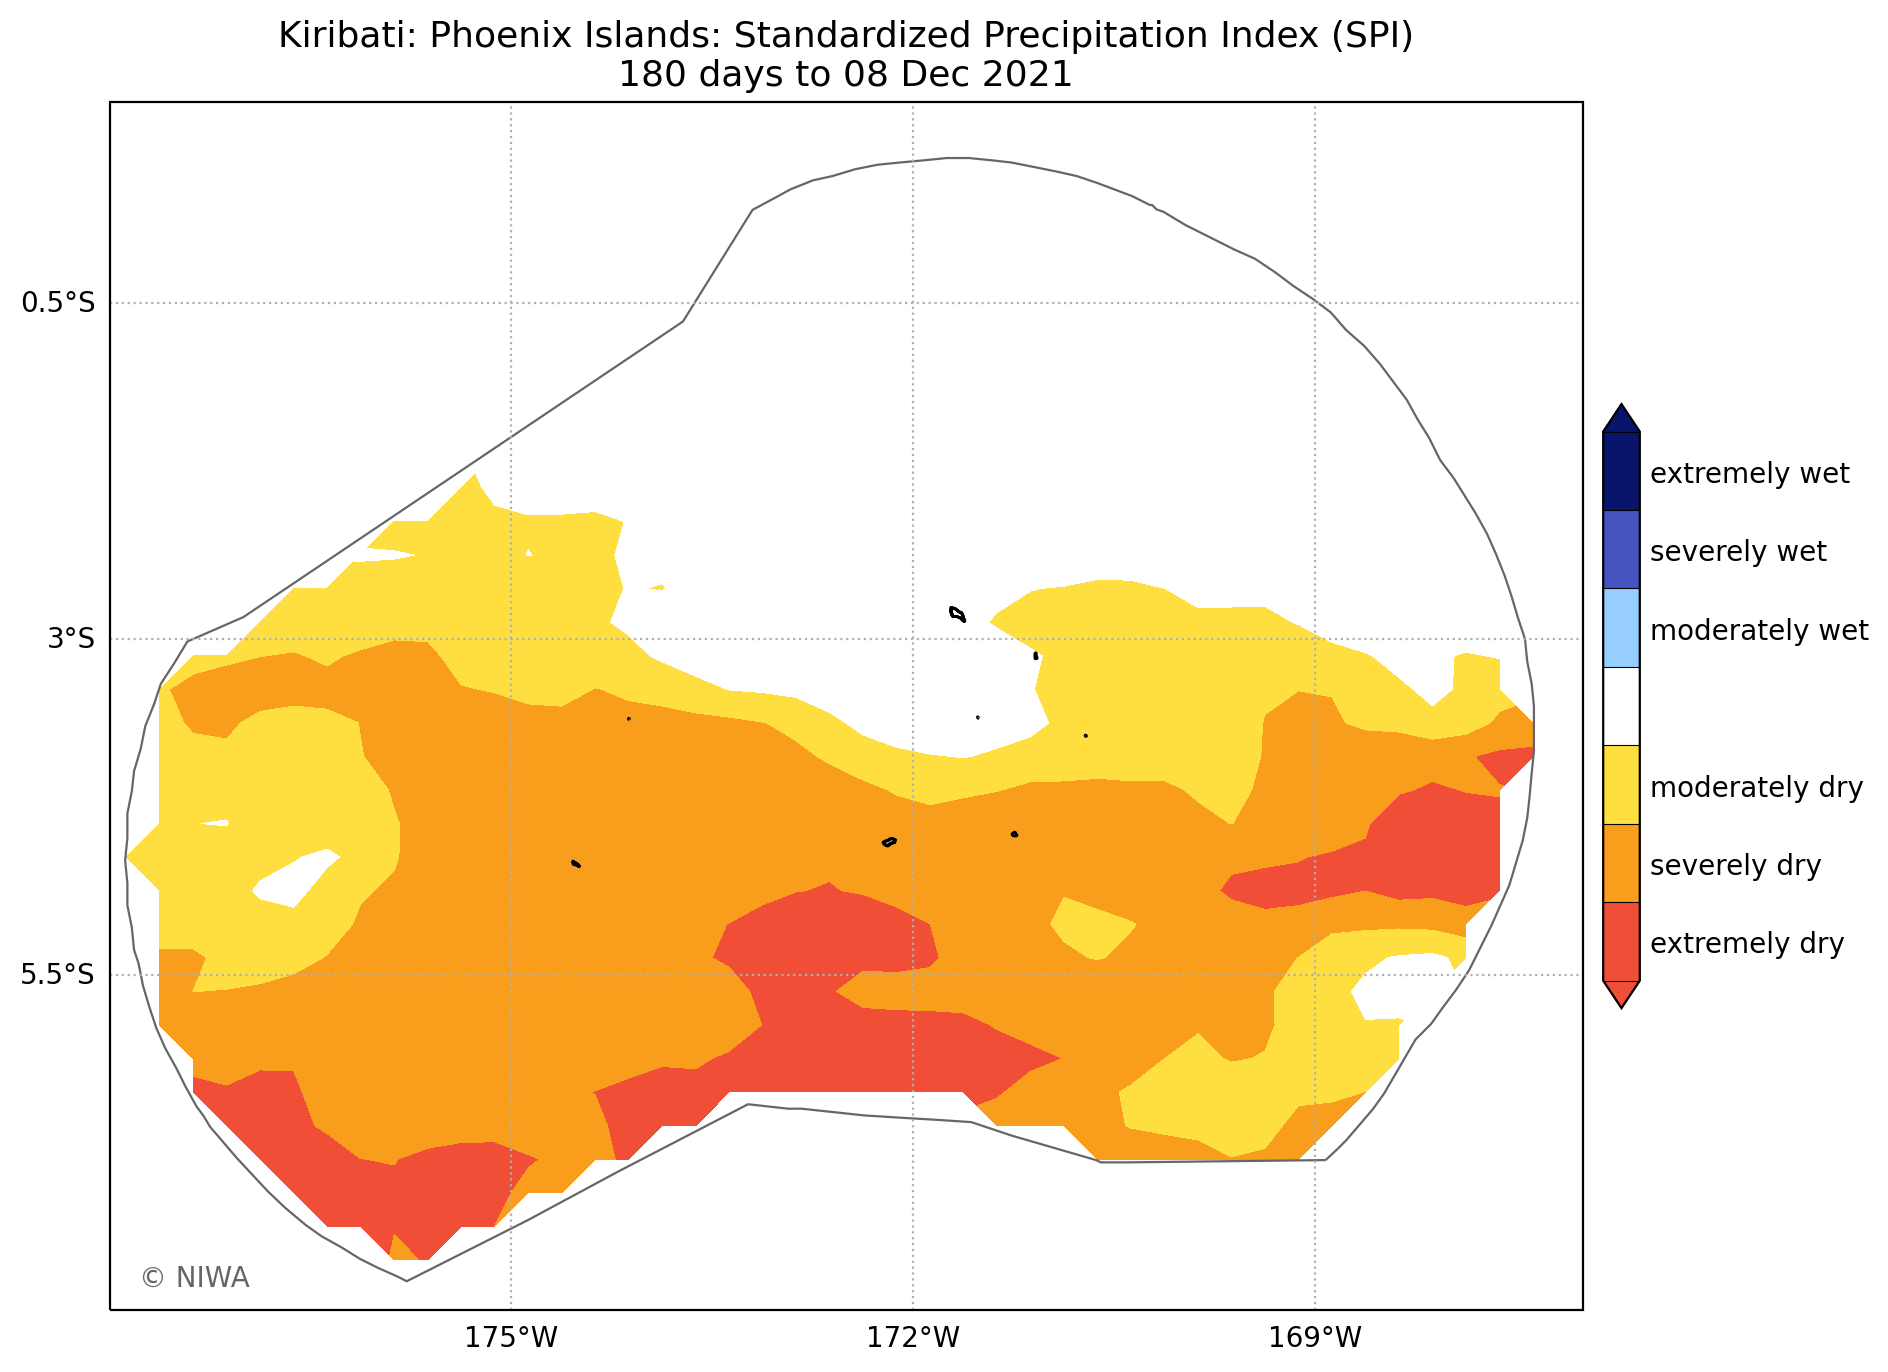 Kiribati: Phoenix Islands: Standardized Precipitation Index (SPI)
180 days to 08 Dec 2021
0.5°S
3°S
5.5°S
175°W
172°W
169°W
extremely wet
severely wet
moderately wet
moderately dry
severely dry
extremely dry
© NIWA